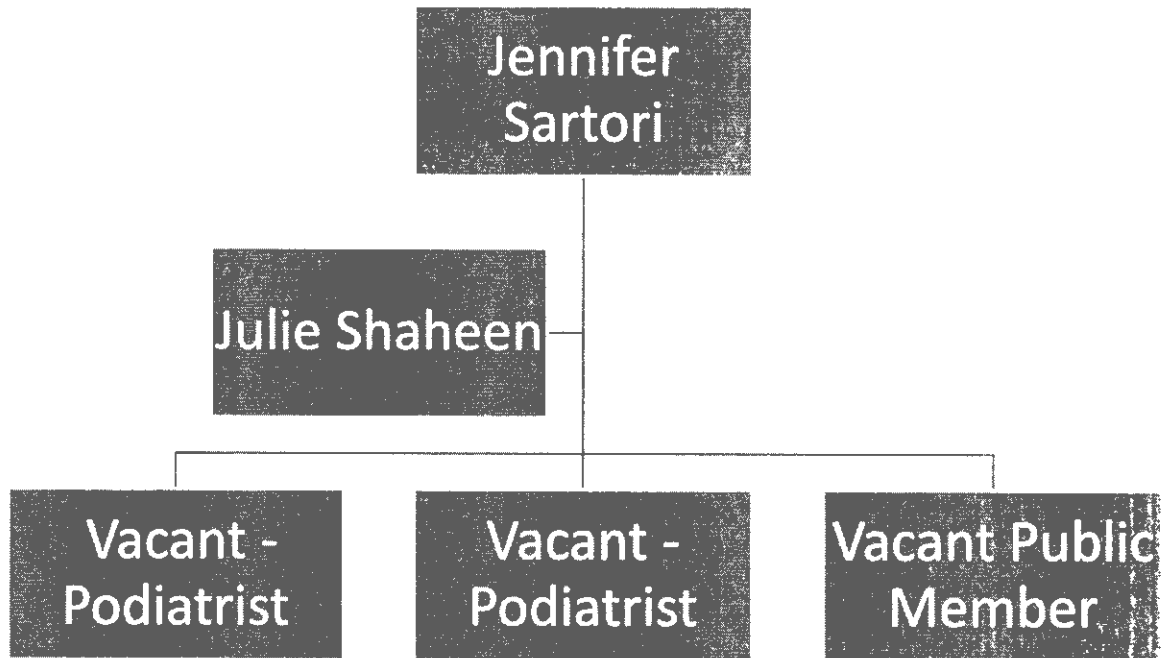 Jennifer
Sartori
Julie Shaheen
Vacant -
Podiatrist
Vacant -
Podiatrist
Vacant Public
Member